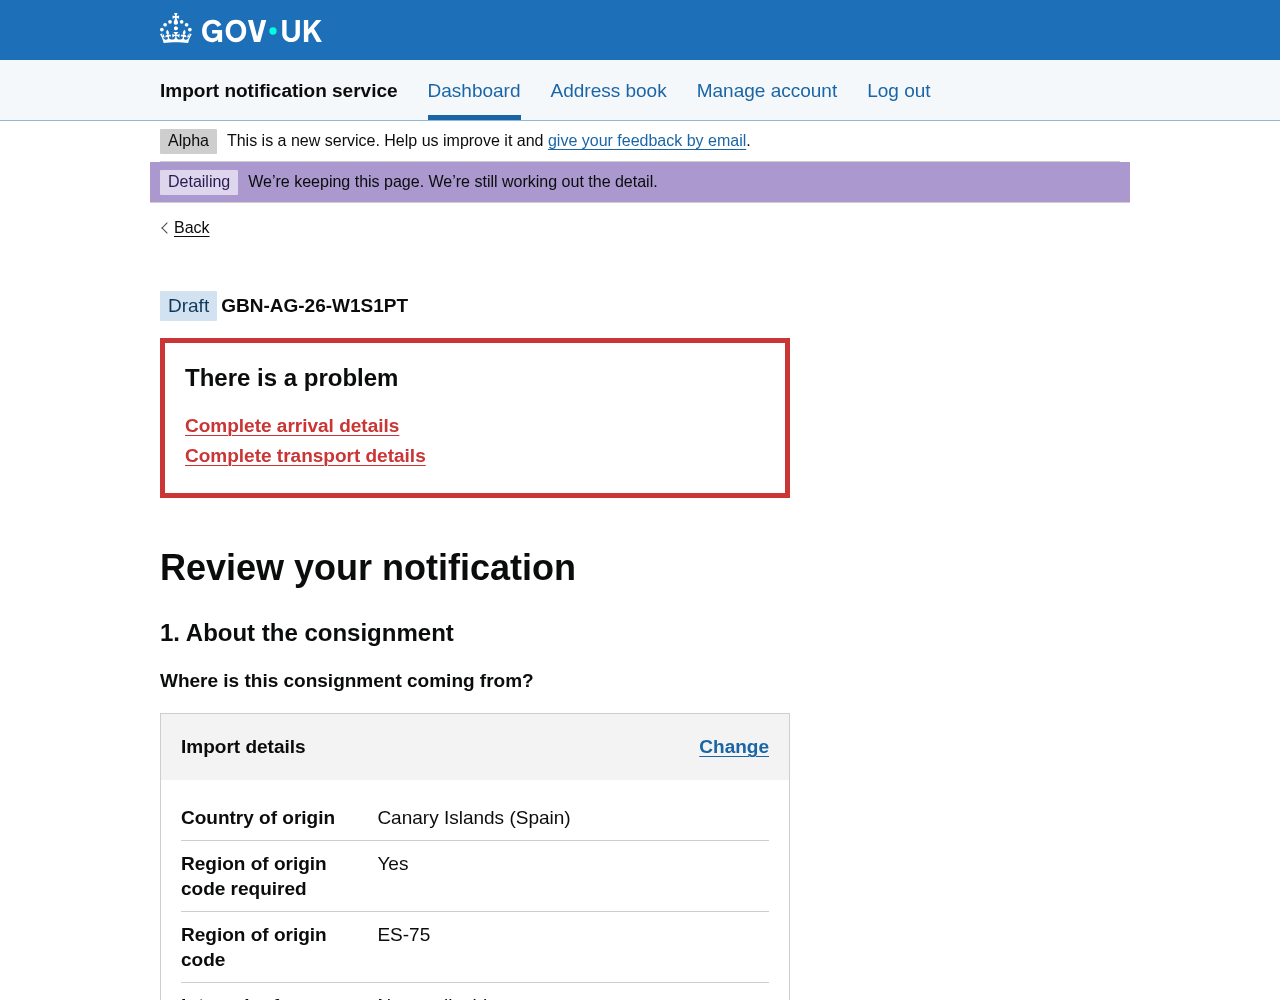 GOV•UK
Import notification service Dashboard Address book Manage account Log out
Alpha This is a new service. Help us improve it and give your feedback by email.
Detailing We’re keeping this page. We’re still working out the detail.
Back
Draft GBN-AG-26-W1S1PT
There is a problem
Complete arrival details
Complete transport details
Review your notification
1. About the consignment
Where is this consignment coming from?
Import details Change
Country of origin Canary Islands (Spain)
Region of origin Yes
code required
Region of origin ES-75
code